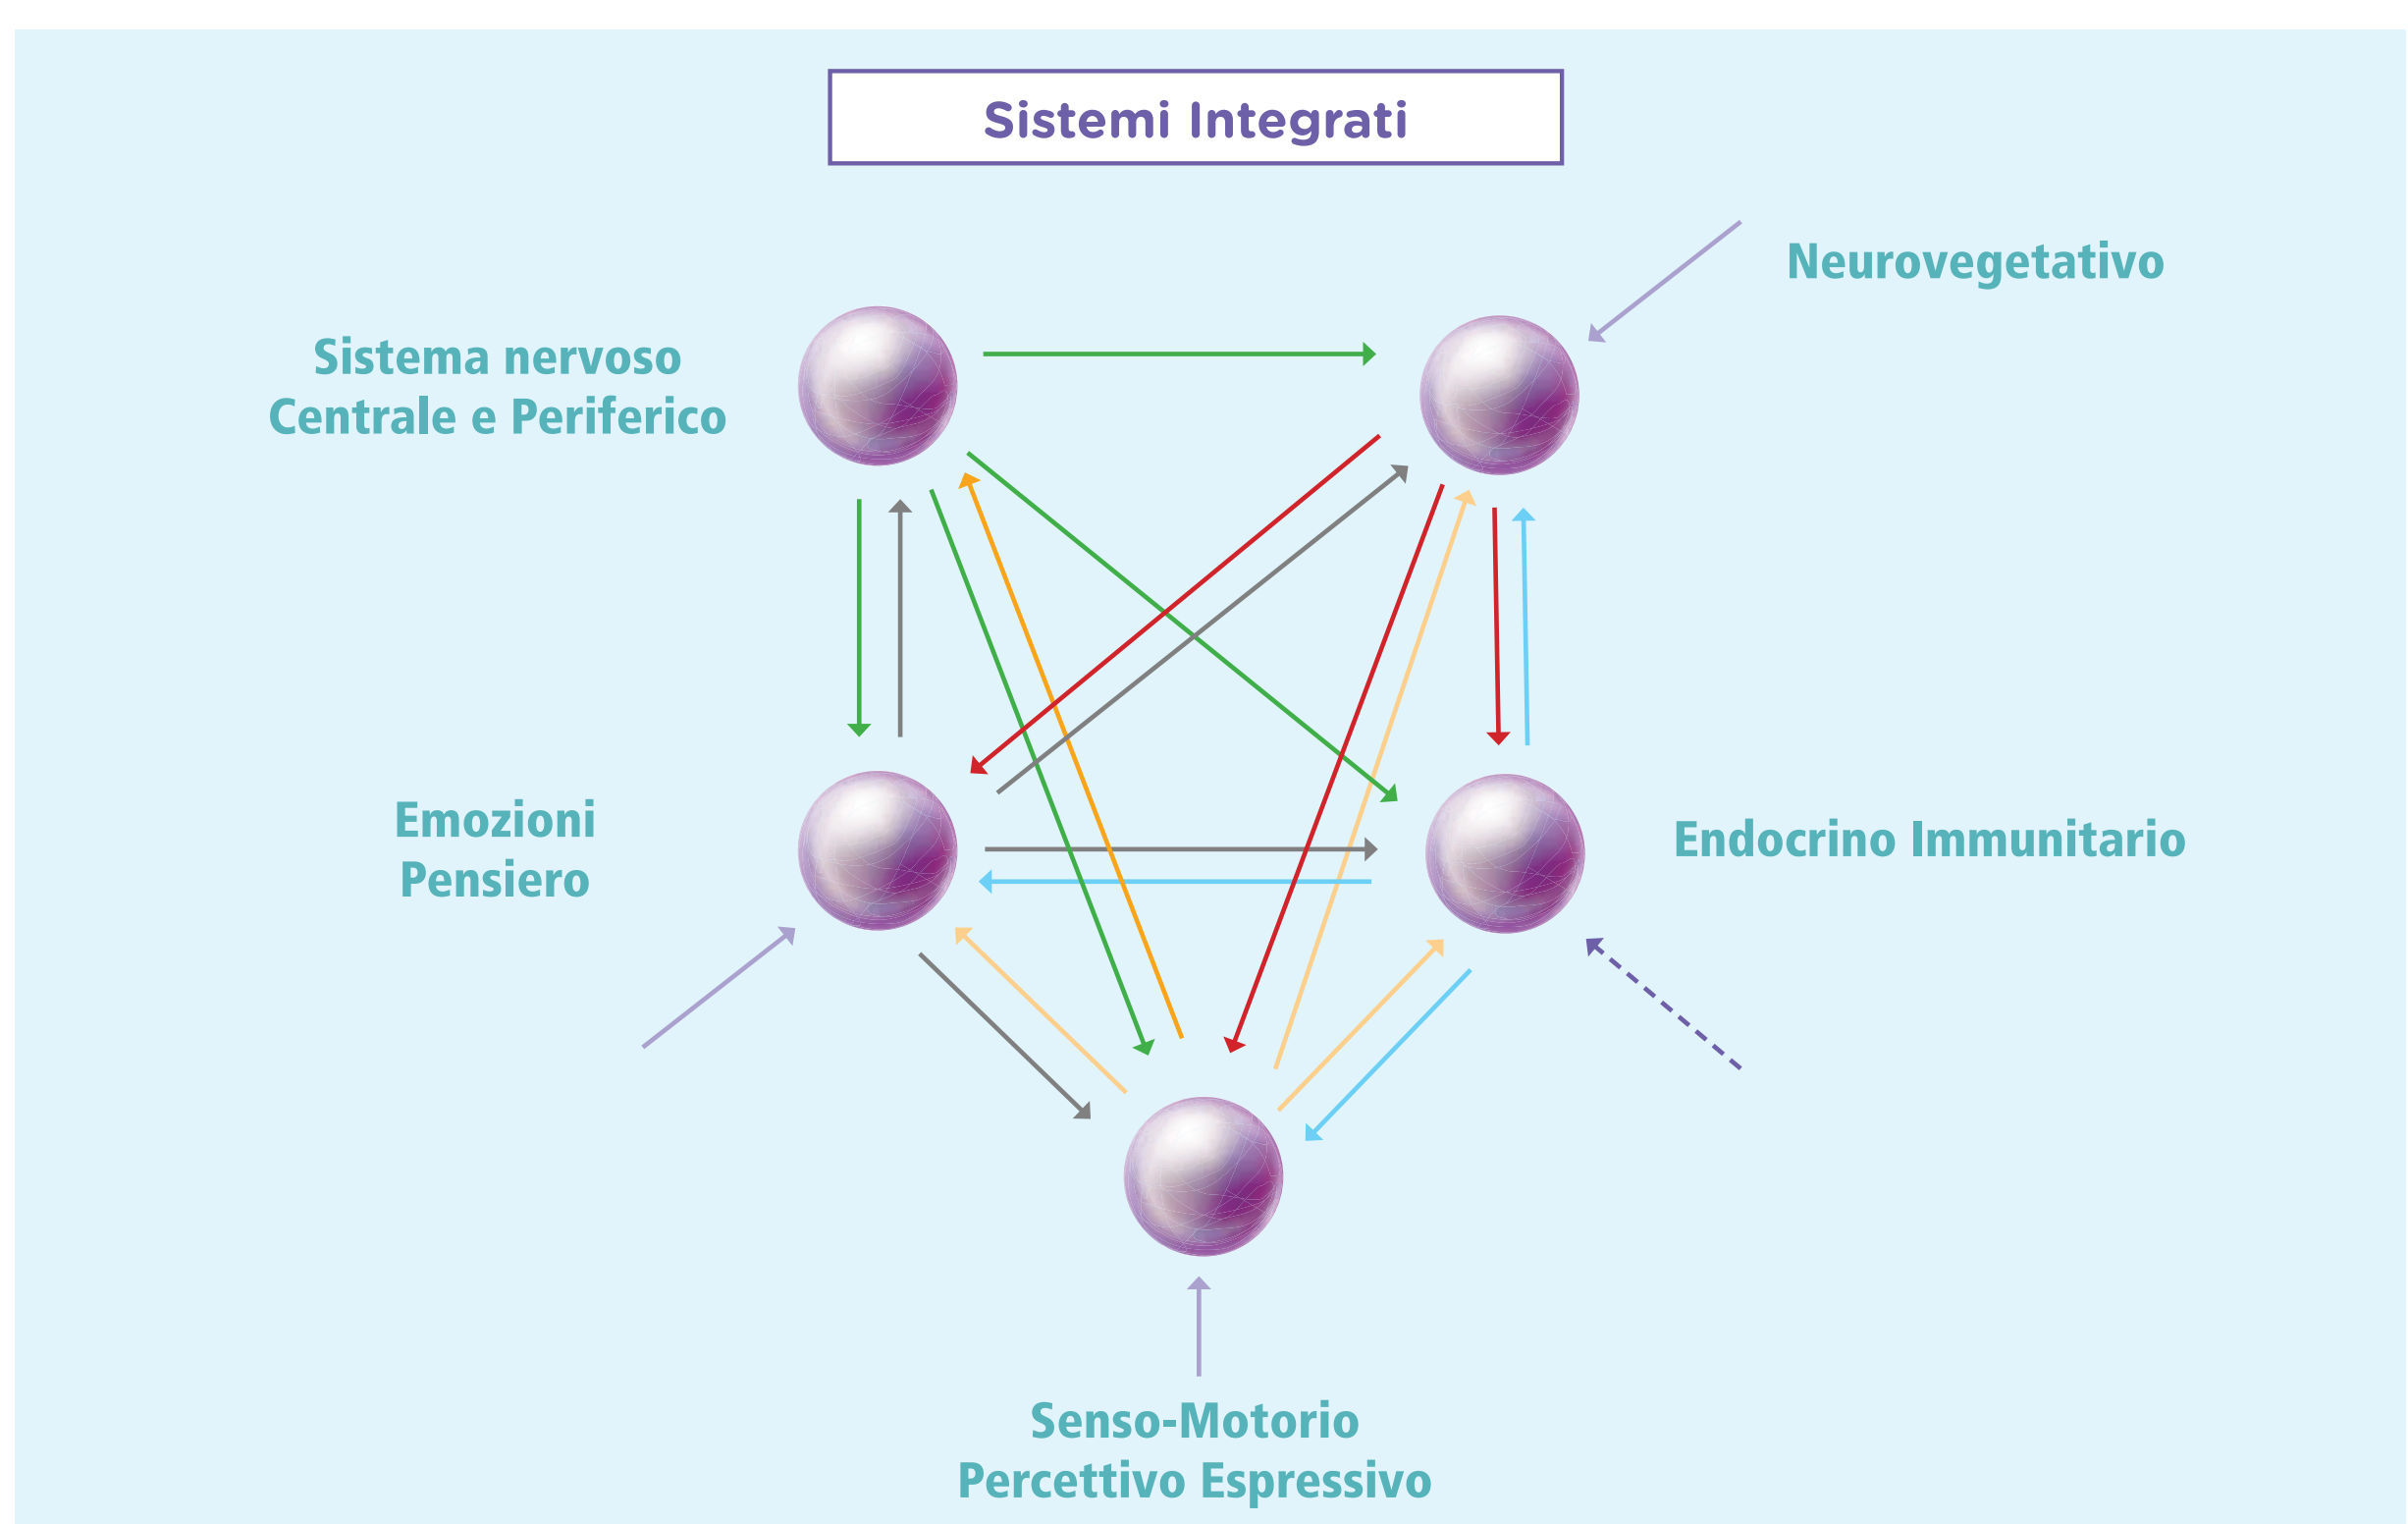 Sistemi Integrati
Neurovegetativo
Sistema nervoso
Centrale e Periferico
Emozioni
Pensiero
Endocrino Immunitario
Senso-Motorio
Percettivo Espressivo